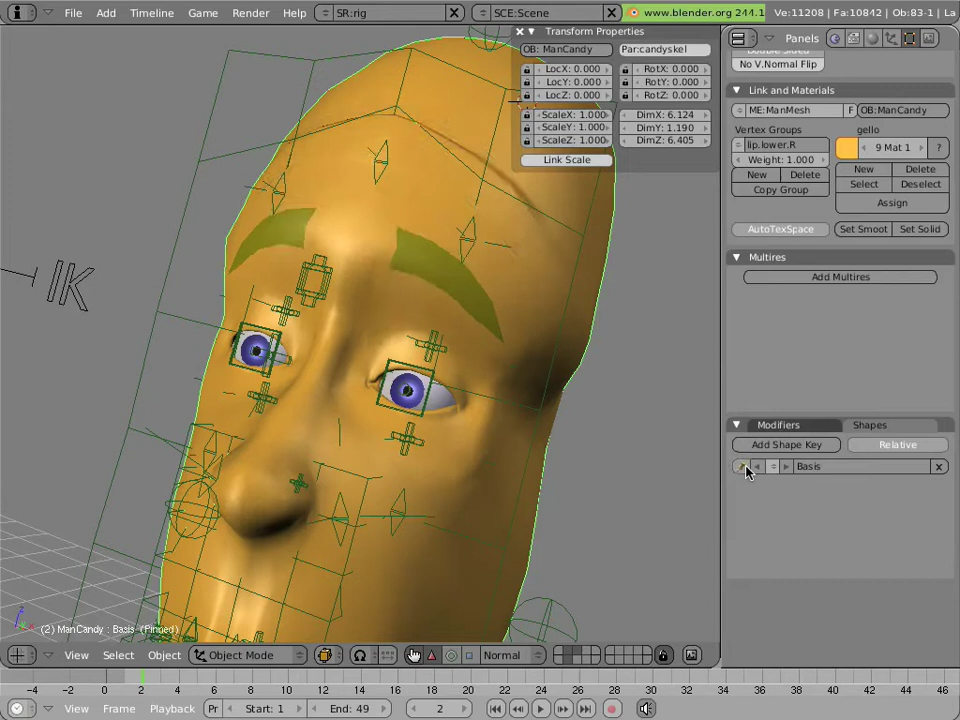 File Add Timeline Game Render Help SR:rig SCE:Scene www.blender.org 244.1 Ve:11208 Fa:10842 Ob:83-1 La
Transform Properties
OB: ManCandy Par:candyskel
LocX: 0.000 RotX: 0.000
LocY: 0.000 RotY: 0.000
LocZ: 0.000 RotZ: 0.000
ScaleX: 1.000 DimX: 6.124
ScaleY: 1.000 DimY: 1.190
ScaleZ: 1.000 DimZ: 6.405
Link Scale
IK
(2) ManCandy : Basis (Pinned)
Panels
Double Sided
No V.Normal Flip
Link and Materials
ME:ManMesh F OB:ManCandy
Vertex Groups gello
lip.lower.R 9 Mat 1 ?
Weight: 1.000
New Delete New Delete
Copy Group Select Deselect
Assign
AutoTexSpace Set Smoot Set Solid
Multires
Add Multires
Modifiers Shapes
Add Shape Key Relative
Basis
View Select Object Object Mode Normal
-4 -2 0 2 4 6 8 10 12 14 16 18 20 22 24 26 28 30 32 34 36 38 40 42 44 46
View Frame Playback Pr Start: 1 End: 49 2